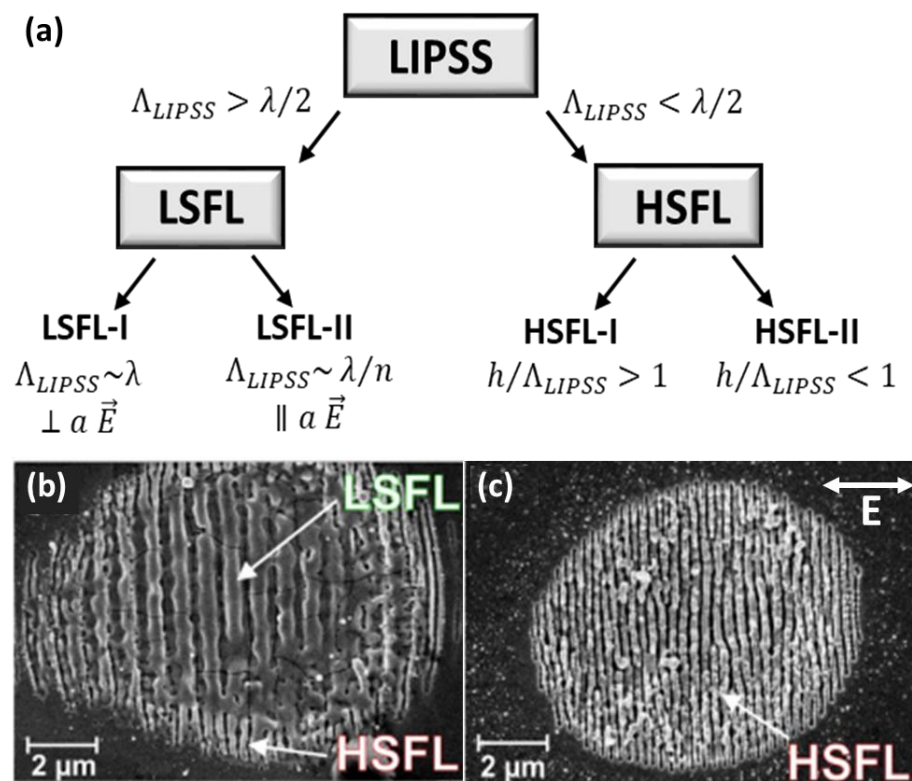 (a)
LIPSS
Λ_LIPSS > λ/2
Λ_LIPSS < λ/2
LSFL
HSFL
LSFL-I
LSFL-II
HSFL-I
HSFL-II
Λ_LIPSS~λ
Λ_LIPSS~ λ/n
h/Λ_LIPSS > 1
h/Λ_LIPSS < 1
⊥ a E⃗
∥ a E⃗
(b)
LSFL
HSFL
2 µm
(c)
E
HSFL
2 µm